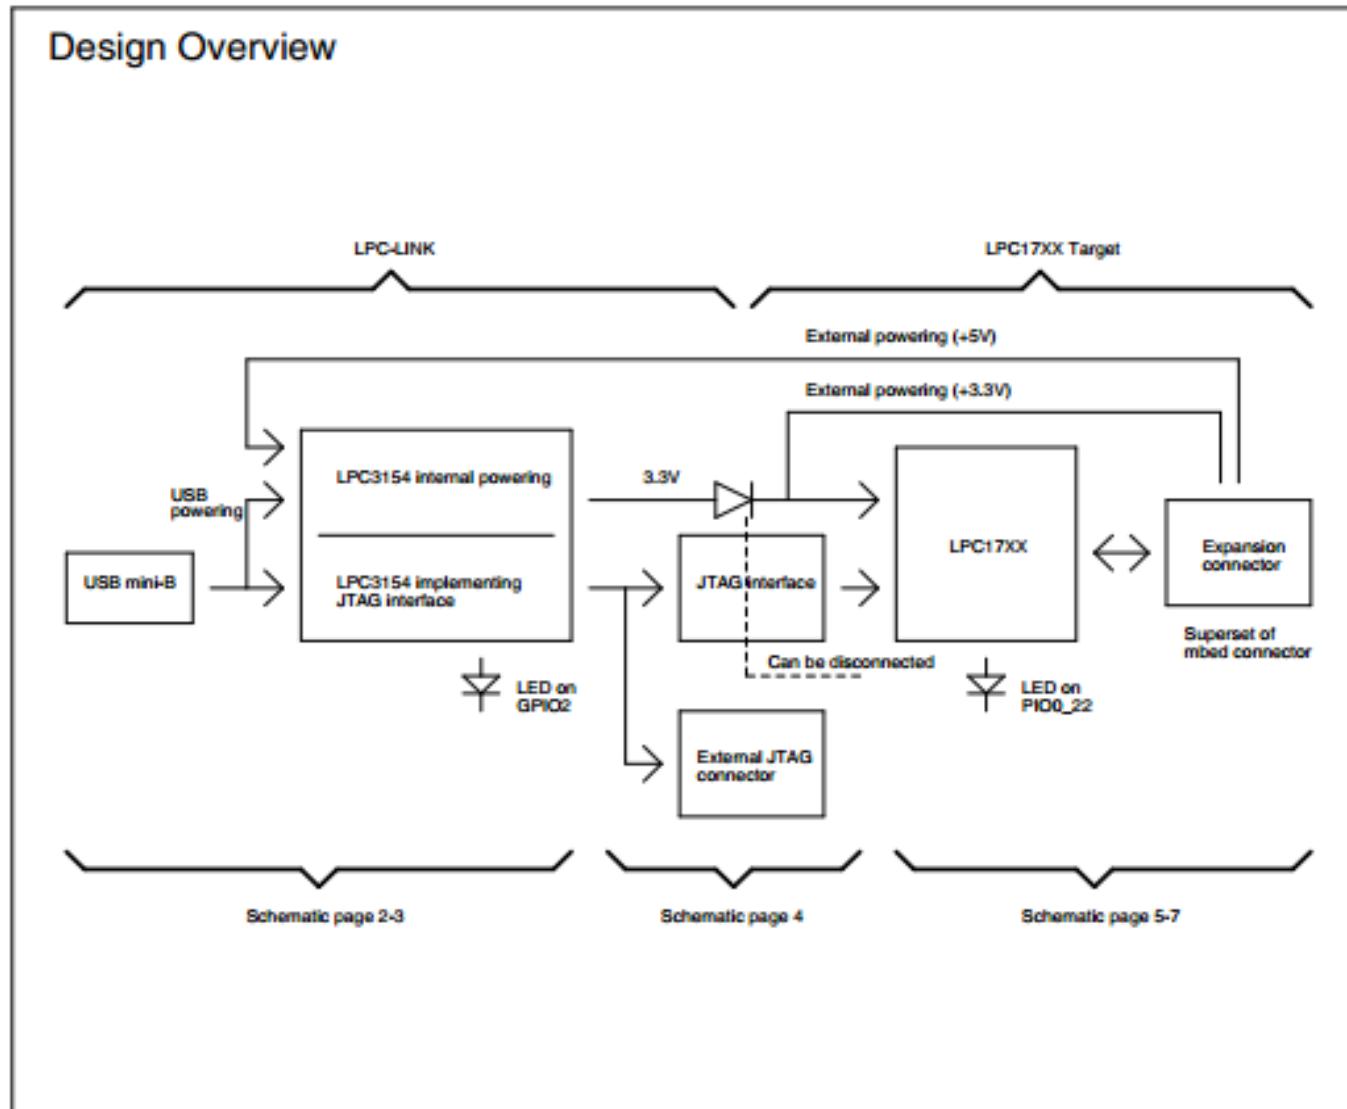 Design Overview
LPC-LINK
LPC17XX Target
External powering (+5V)
External powering (+3.3V)
LPC3154 internal powering
3.3V
USB
powering
LPC17XX
Expansion
connector
USB mini-B
LPC3154 implementing
JTAG interface
JTAG interface
Superset of
mbed connector
Can be disconnected
LED on
GPIO2
LED on
PIO0_22
External JTAG
connector
Schematic page 2-3
Schematic page 4
Schematic page 5-7